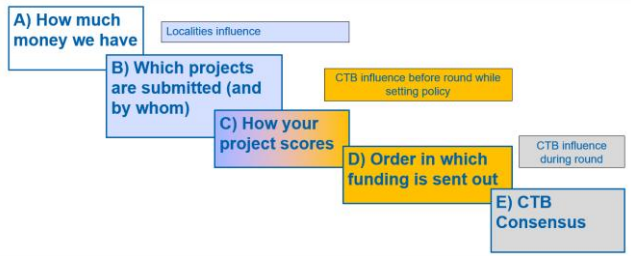 A) How much
money we have
Localities influence
B) Which projects
are submitted (and
by whom)
CTB influence before round while
setting policy
C) How your
project scores
CTB influence
during round
D) Order in which
funding is sent out
E) CTB
Consensus